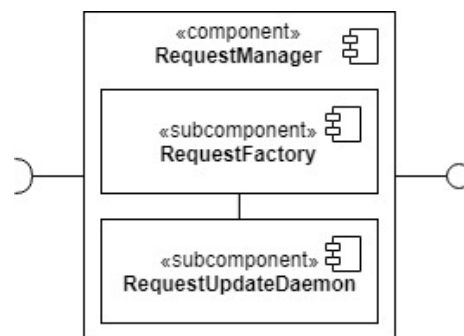 «component»
RequestManager
«subcomponent»
RequestFactory
«subcomponent»
RequestUpdateDaemon